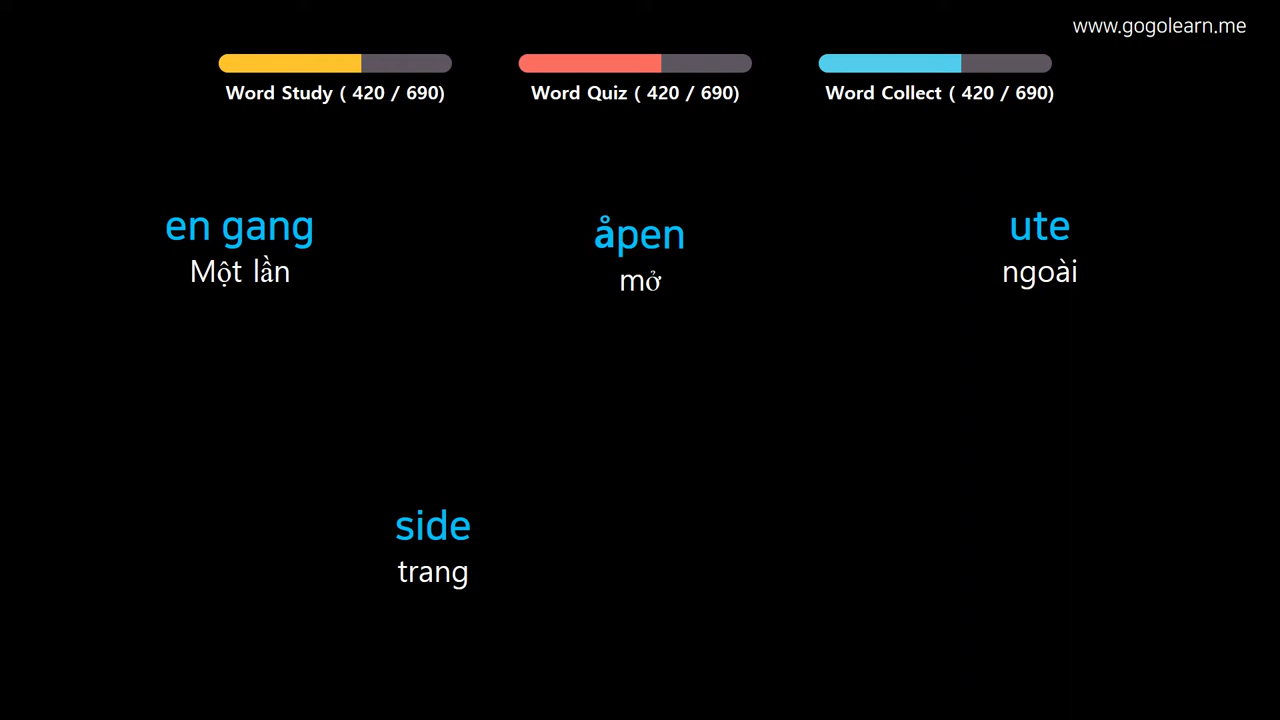 www.gogolearn.me
Word Study ( 420 / 690)
Word Quiz ( 420 / 690)
Word Collect ( 420 / 690)
en gang
Một lần
åpen
mở
ute
ngoài
side
trang